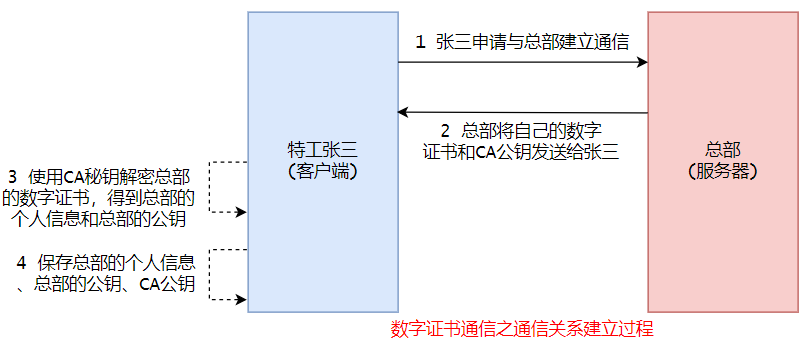 1 张三申请与总部建立通信
2 总部将自己的数字
证书和CA公钥发送给张三
特工张三
(客户端)
总部
(服务器)
3 使用CA秘钥解密总部
的数字证书，得到总部的
个人信息和总部的公钥
4 保存总部的个人信息
、总部的公钥、CA公钥
数字证书通信之通信关系建立过程